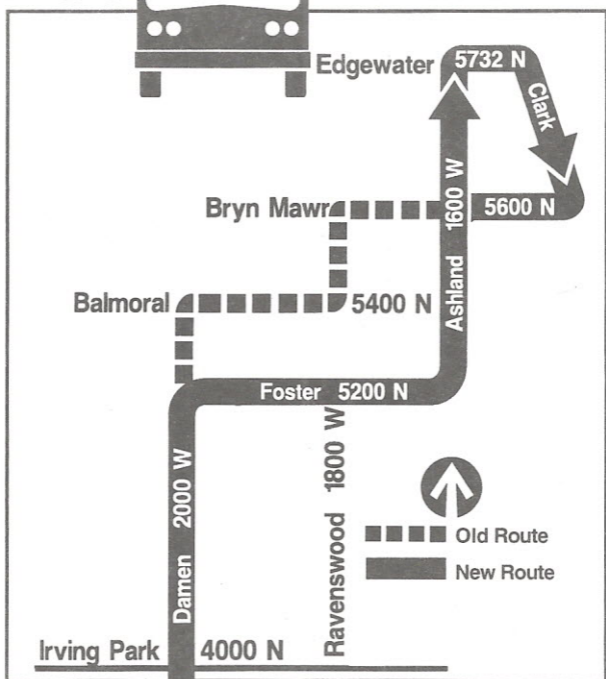 Edgewater
5732 N
Clark
Bryn Mawr
5600 N
Ashland 1600 W
Balmoral
5400 N
Foster 5200 N
Damen 2000 W
Ravenswood 1800 W
Old Route
New Route
Irving Park 4000 N